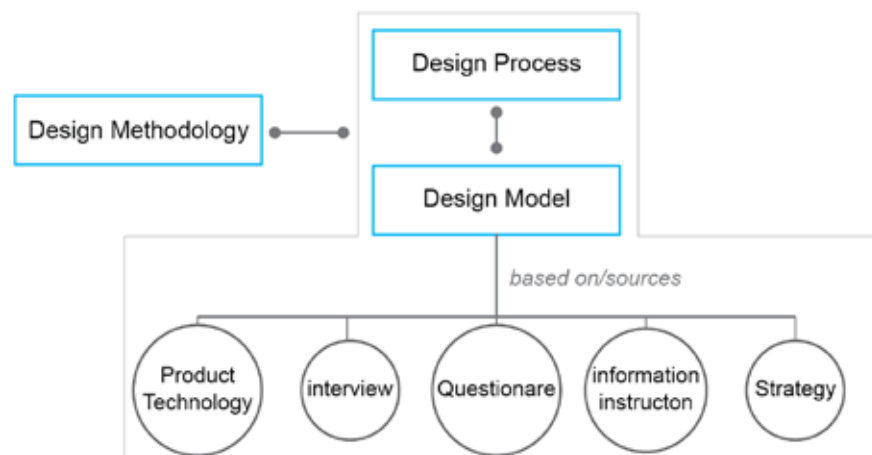 Design Process
Design Methodology
Design Model
based on/sources
Product
Technology
interview
Questionare
information
instructon
Strategy